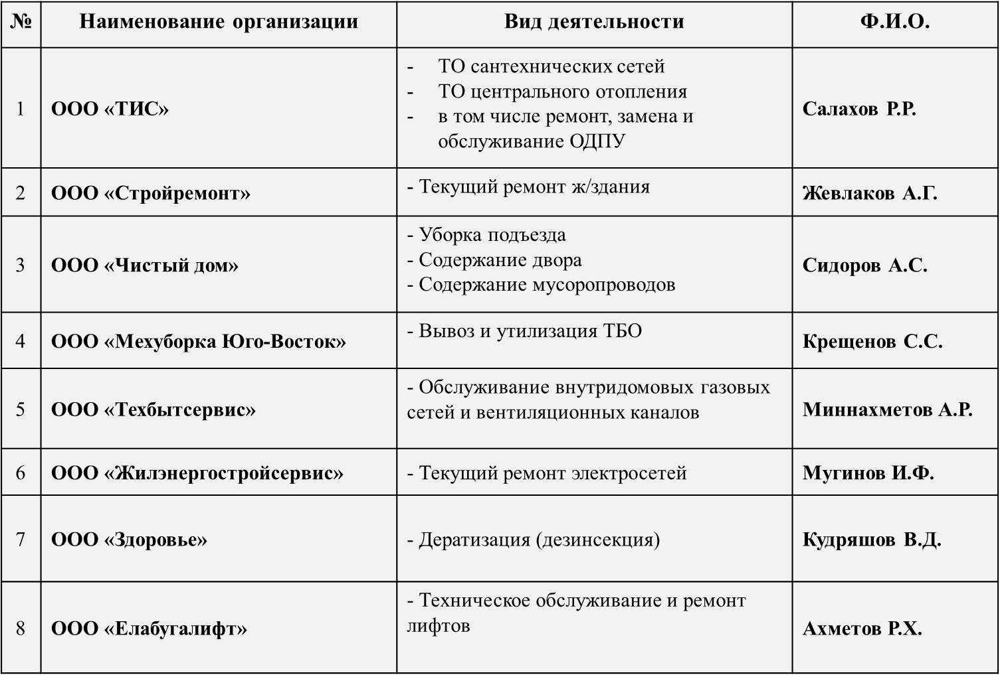 № Наименование организации Вид деятельности Ф.И.О.
1 ООО «ТИС»
- ТО сантехнических сетей
- ТО центрального отопления
- в том числе ремонт, замена и
обслуживание ОДПУ
Салахов Р.Р.
2 ООО «Стройремонт» - Текущий ремонт ж/здания Жевлаков А.Г.
3 ООО «Чистый дом»
- Уборка подъезда
- Содержание двора
- Содержание мусоропроводов
Сидоров А.С.
4 ООО «Мехуборка Юго-Восток» - Вывоз и утилизация ТБО Крещенов С.С.
5 ООО «Техбытсервис»
- Обслуживание внутридомовых газовых
сетей и вентиляционных каналов
Миннахметов А.Р.
6 ООО «Жилэнергостройсервис» - Текущий ремонт электросетей Мугинов И.Ф.
7 ООО «Здоровье» - Дератизация (дезинсекция) Кудряшов В.Д.
8 ООО «Елабугалифт»
- Техническое обслуживание и ремонт
лифтов
Ахметов Р.Х.